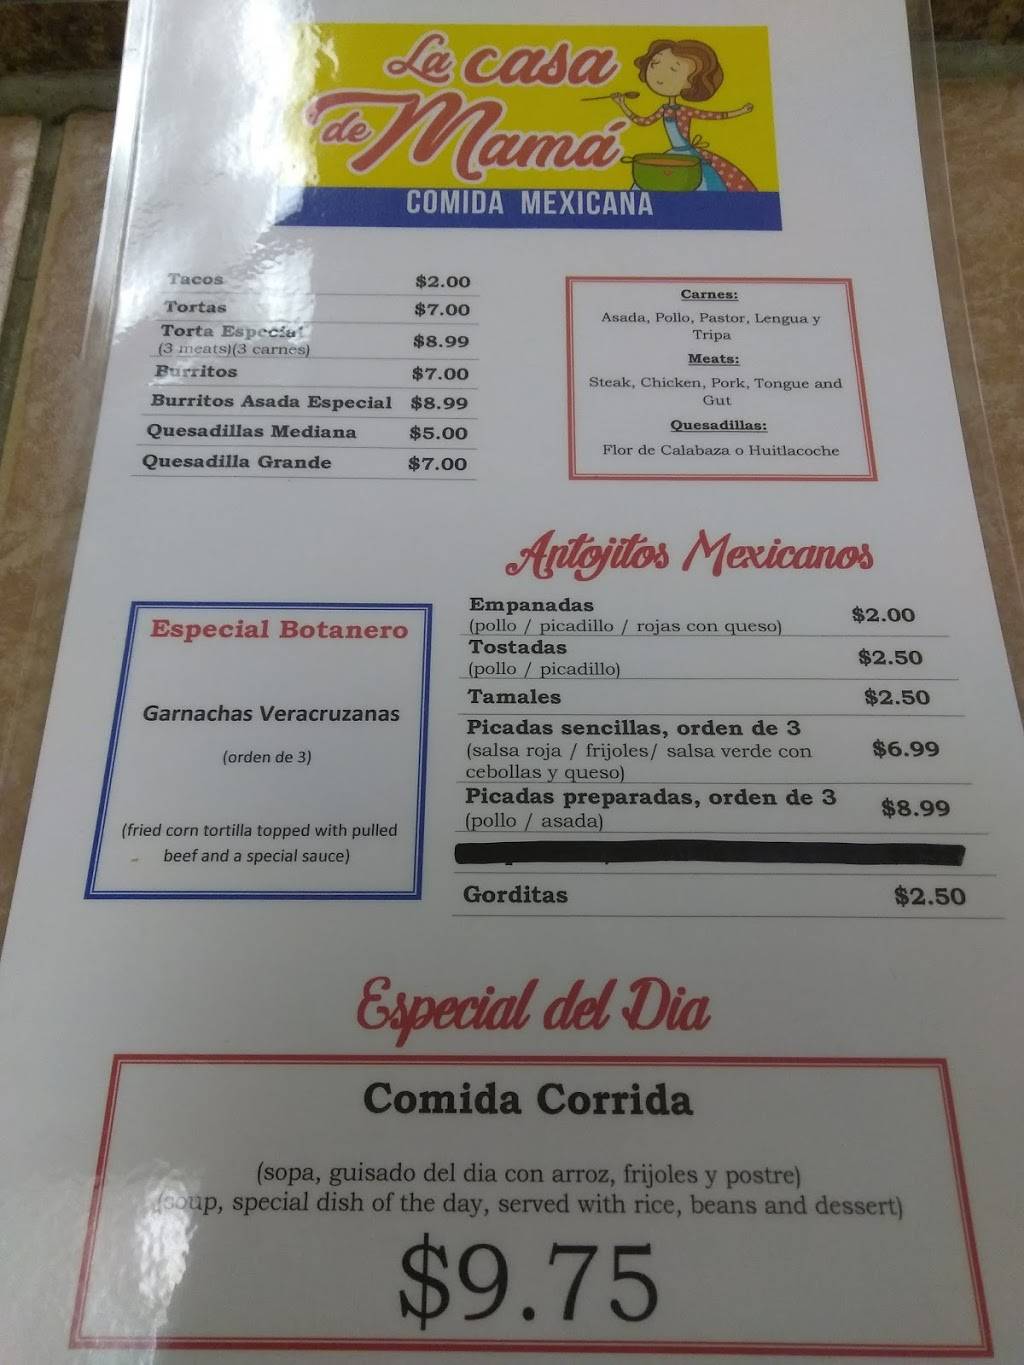 La casa
de Mamá
COMIDA MEXICANA
Tacos $2.00
Tortas $7.00
Torta Especial
(3 meats)(3 carnes) $8.99
Burritos $7.00
Burritos Asada Especial $8.99
Quesadillas Mediana $5.00
Quesadilla Grande $7.00
Carnes:
Asada, Pollo, Pastor, Lengua y
Tripa
Meats:
Steak, Chicken, Pork, Tongue and
Gut
Quesadillas:
Flor de Calabaza o Huitlacoche
Antojitos Mexicanos
Empanadas $2.00
(pollo / picadillo / rojas con queso)
Tostadas $2.50
(pollo / picadillo)
Tamales $2.50
Picadas sencillas, orden de 3
(salsa roja / frijoles/ salsa verde con $6.99
cebollas y queso)
Picadas preparadas, orden de 3 $8.99
(pollo / asada)
Gorditas $2.50
Especial Botanero
Garnachas Veracruzanas
(orden de 3)
(fried corn tortilla topped with pulled
beef and a special sauce)
Especial del Dia
Comida Corrida
(sopa, guisado del dia con arroz, frijoles y postre)
(soup, special dish of the day, served with rice, beans and dessert)
$9.75